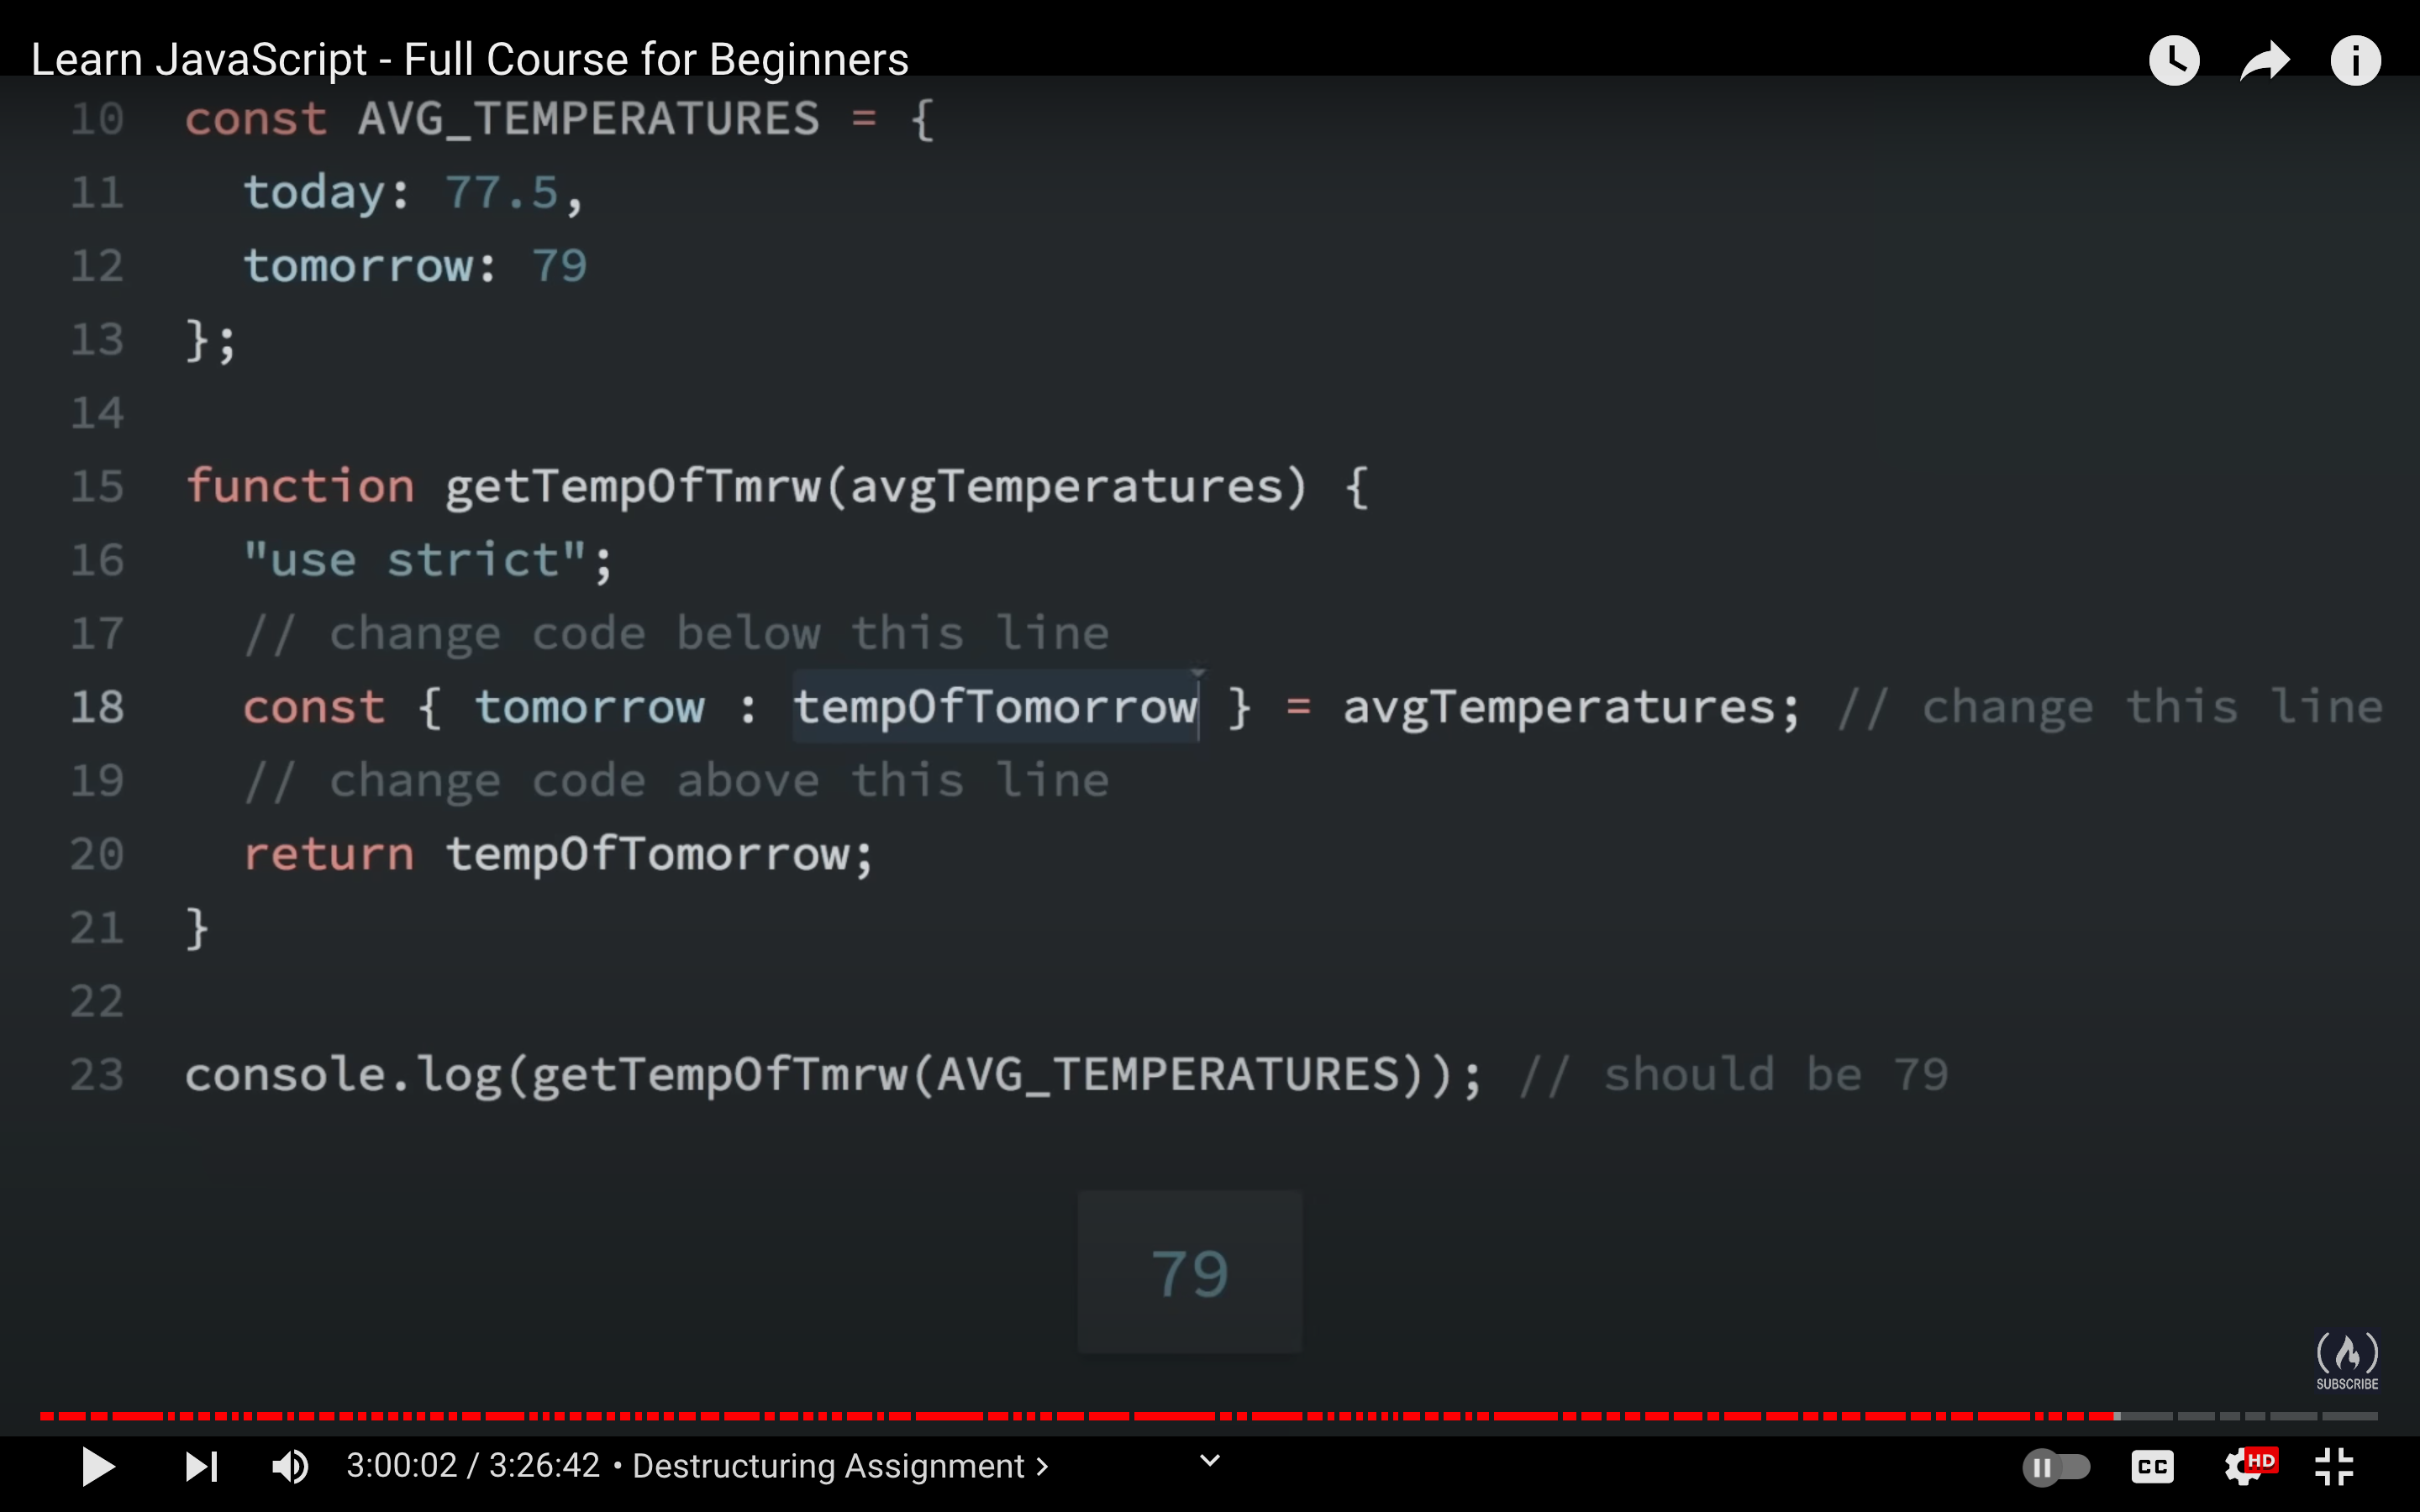 Learn JavaScript - Full Course for Beginners
10 const AVG_TEMPERATURES = {
11 today: 77.5,
12 tomorrow: 79
13 };
14
15 function getTempOfTmrw(avgTemperatures) {
16 "use strict";
17 // change code below this line
18 const { tomorrow : tempOfTomorrow } = avgTemperatures; // change this line
19 // change code above this line
20 return tempOfTomorrow;
21 }
22
23 console.log(getTempOfTmrw(AVG_TEMPERATURES)); // should be 79
79
SUBSCRIBE
3:00:02 / 3:26:42 • Destructuring Assignment >
CC
HD